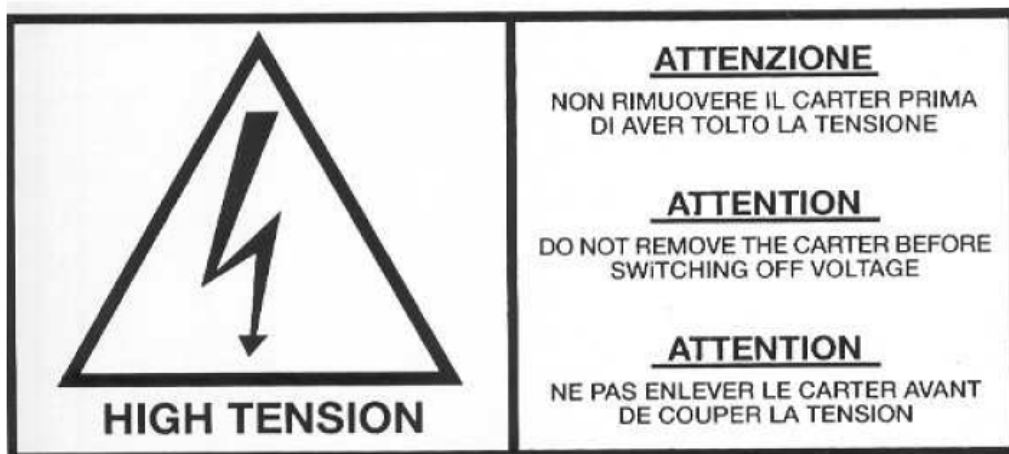 HIGH TENSION
ATTENZIONE
NON RIMUOVERE IL CARTER PRIMA
DI AVER TOLTO LA TENSIONE
ATTENTION
DO NOT REMOVE THE CARTER BEFORE
SWiTCHING OFF VOLTAGE
ATTENTION
NE PAS ENLEVER LE CARTER AVANT
DE COUPER LA TENSION